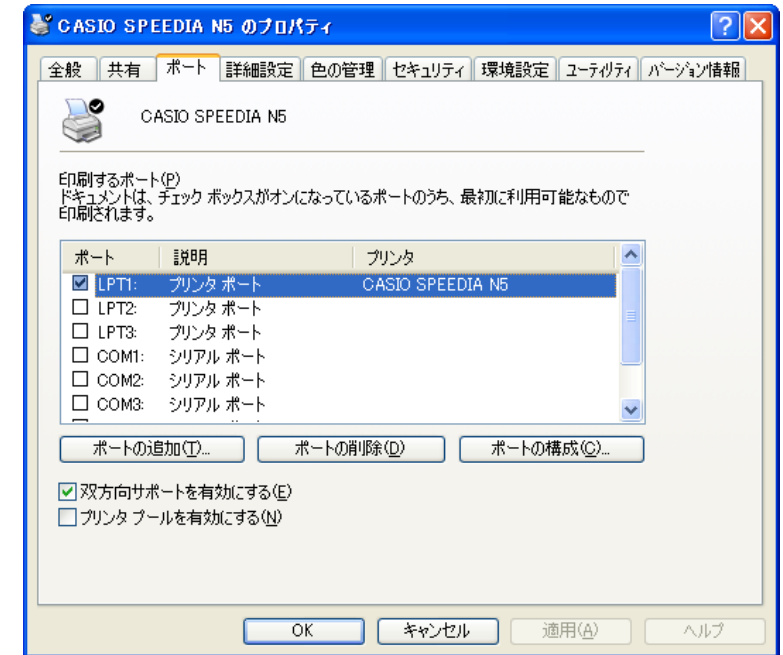 CASIO SPEEDIA N5 のプロパティ
全般 共有 ポート 詳細設定 色の管理 セキュリティ 環境設定 ユーティリティ バージョン情報
CASIO SPEEDIA N5
印刷するポート(P)
ドキュメントは、チェック ボックスがオンになっているポートのうち、最初に利用可能なもので
印刷されます。
ポート 説明 プリンタ
LPT1: プリンタ ポート CASIO SPEEDIA N5
LPT2: プリンタ ポート
LPT3: プリンタ ポート
COM1: シリアル ポート
COM2: シリアル ポート
COM3: シリアル ポート
ポートの追加(T)... ポートの削除(D) ポートの構成(C)...
双方向サポートを有効にする(E)
プリンタ プールを有効にする(N)
OK キャンセル 適用(A) ヘルプ